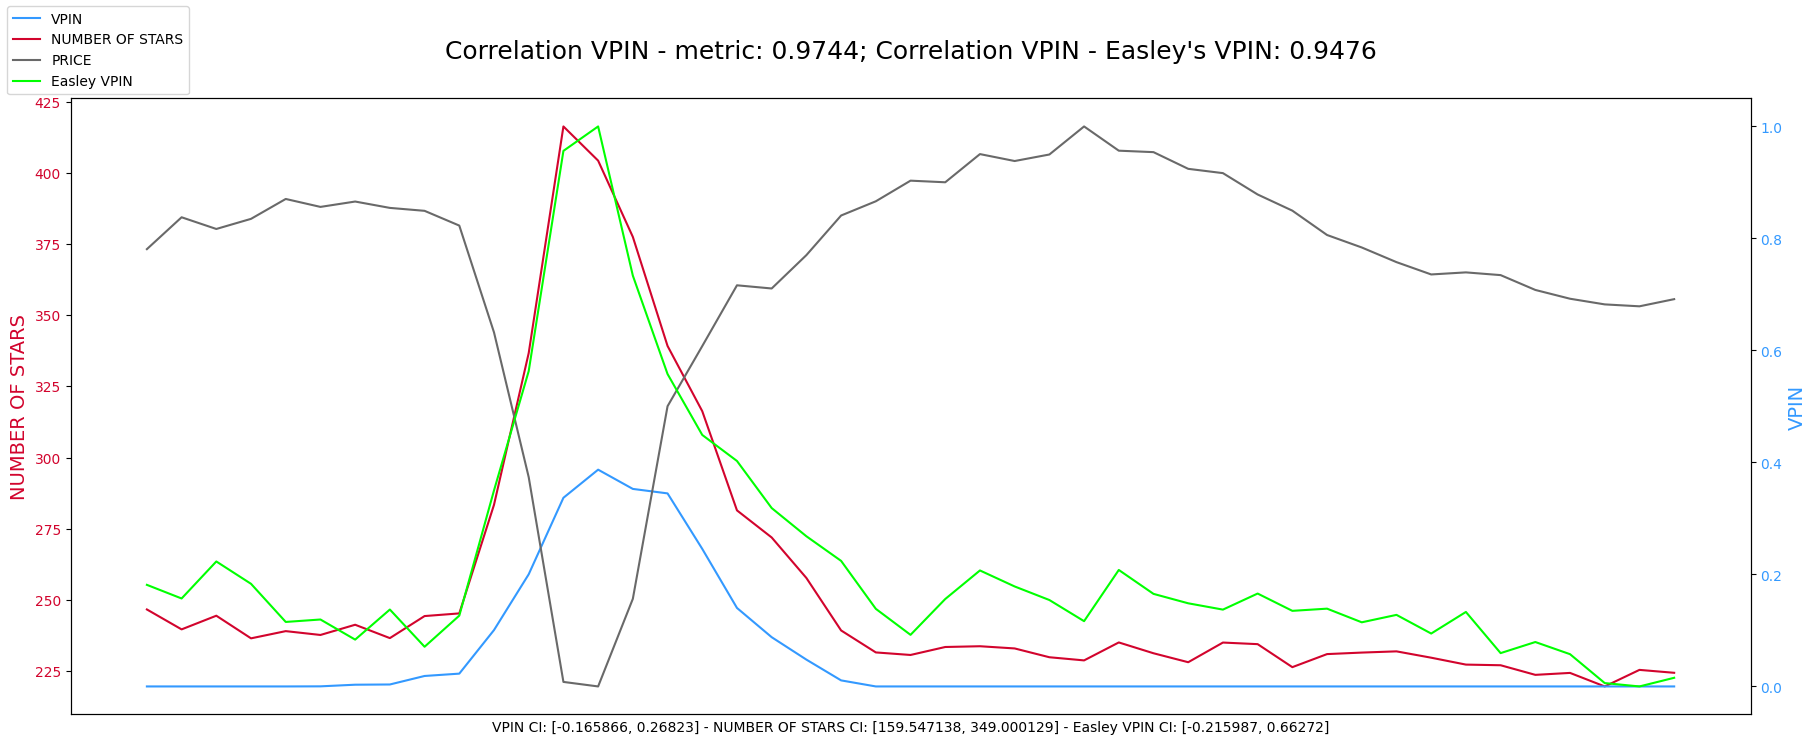 VPIN
NUMBER OF STARS
PRICE
Easley VPIN
Correlation VPIN - metric: 0.9744; Correlation VPIN - Easley's VPIN: 0.9476
425
400
375
350
325
300
275
250
225
NUMBER OF STARS
1.0
0.8
0.6
0.4
0.2
0.0
VPIN
VPIN CI: [-0.165866, 0.26823] - NUMBER OF STARS CI: [159.547138, 349.000129] - Easley VPIN CI: [-0.215987, 0.66272]